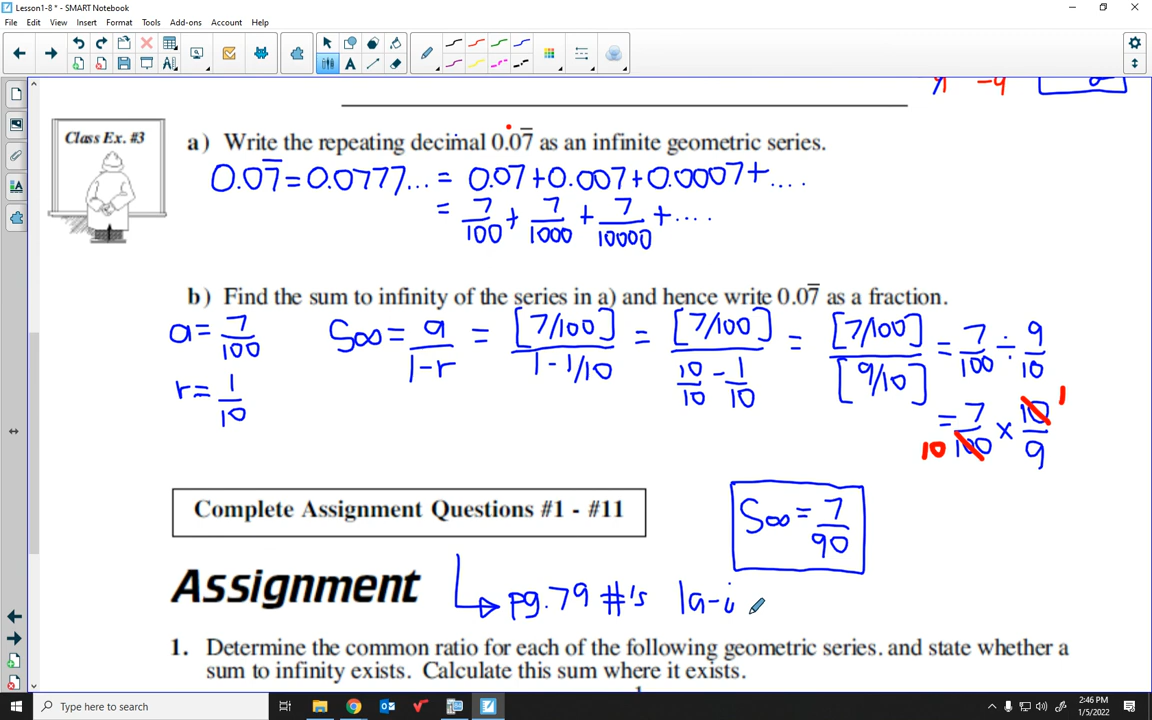 Lesson1-8 * - SMART Notebook
File Edit View Insert Format Tools Add-ons Account Help
Class Ex. #3
a) Write the repeating decimal 0.07̅ as an infinite geometric series.
0.07̅ = 0.0777... = 0.07 + 0.007 + 0.0007 + ....
= 7/100 + 7/1000 + 7/10000 + ....
b) Find the sum to infinity of the series in a) and hence write 0.07̅ as a fraction.
a = 7/100 S∞ = a/1-r = [7/100]/1-1/10 = [7/100]/10/10 - 1/10 = [7/100]/[9/10] = 7/100 ÷ 9/10
r = 1/10
= 7/100 × 10/9
10 1
Complete Assignment Questions #1 - #11
S∞ = 7/90
Assignment
pg. 79 #'s 1a-i
1. Determine the common ratio for each of the following geometric series. and state whether a
sum to infinity exists. Calculate this sum where it exists.
Type here to search
2:46 PM
1/5/2022